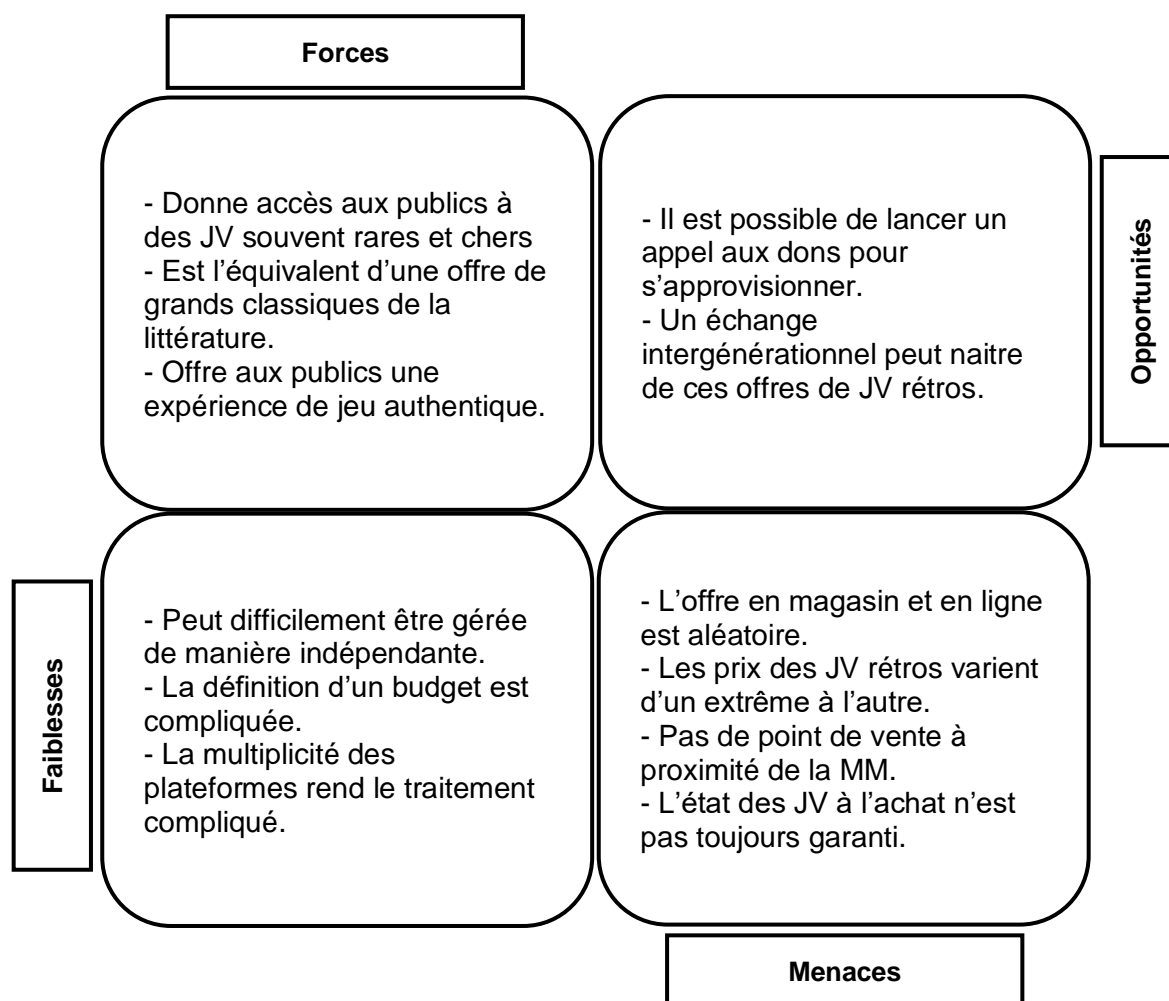 Forces
- Donne accès aux publics à
des JV souvent rares et chers
- Est l’équivalent d’une offre de
grands classiques de la
littérature.
- Offre aux publics une
expérience de jeu authentique.
- Il est possible de lancer un
appel aux dons pour
s’approvisionner.
- Un échange
intergénérationnel peut naitre
de ces offres de JV rétros.
Opportunités
Faiblesses
- Peut difficilement être gérée
de manière indépendante.
- La définition d’un budget est
compliquée.
- La multiplicité des
plateformes rend le traitement
compliqué.
- L’offre en magasin et en ligne
est aléatoire.
- Les prix des JV rétros varient
d’un extrême à l’autre.
- Pas de point de vente à
proximité de la MM.
- L’état des JV à l’achat n’est
pas toujours garanti.
Menaces